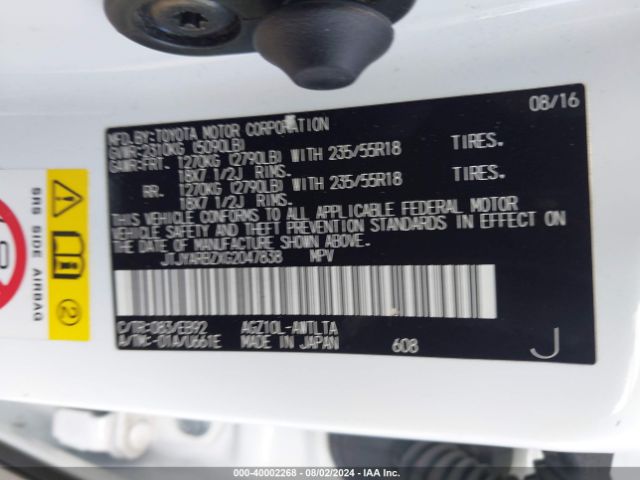 08/16
MFD.BY:TOYOTA MOTOR CORPORATION
GVWR:2310KG (5090LB)
GAWR:FRT. 1270KG (2790LB) WITH 235/55R18 TIRES.
18X7 1/2J RIMS.
RR. 1270KG (2790LB) WITH 235/55R18 TIRES.
18X7 1/2J RIMS.
THIS VEHICLE CONFORMS TO ALL APPLICABLE FEDERAL MOTOR
VEHICLE SAFETY AND THEFT PREVENTION STANDARDS IN EFFECT ON
THE DATE OF MANUFACTURE SHOWN ABOVE.
JTJYARBZXG2047838 MPV
C/TR:083/EB92 AGZ10L-AWTLTA
A/TM:-01A/U661E MADE IN JAPAN 608 J
SRS SIDE AIRBAG
2
000-40002268 - 08/02/2024 - IAA Inc.